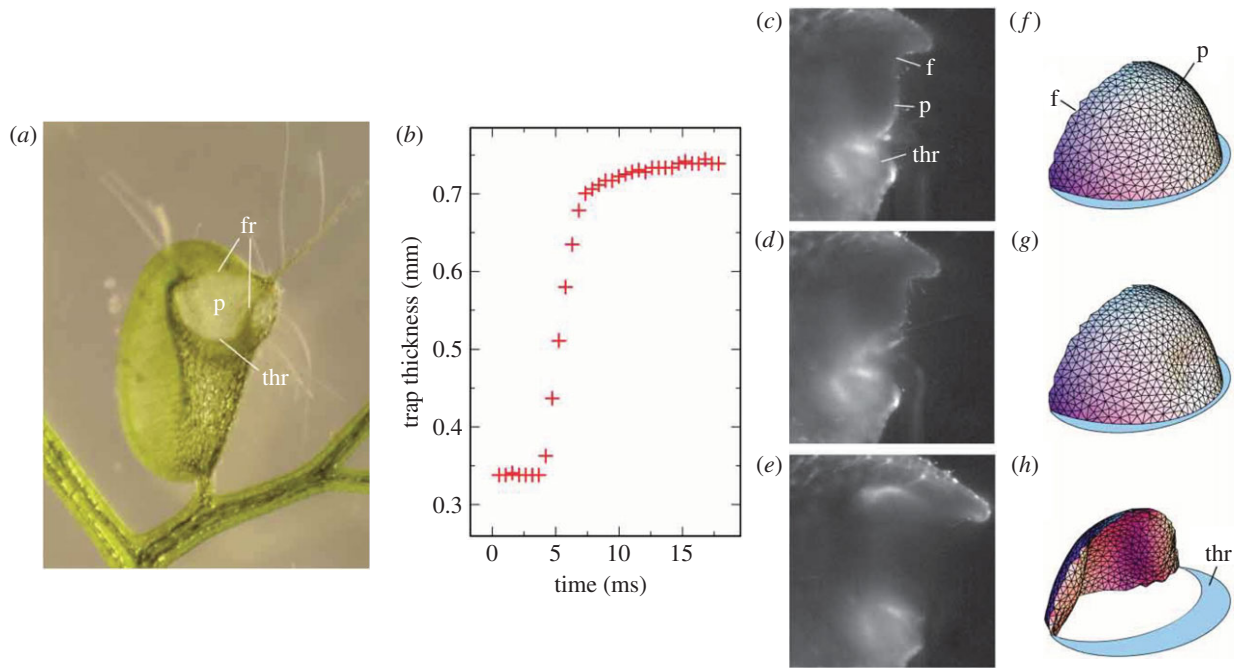 (a)
fr
p
thr
(b)
trap thickness (mm)
0.7
0.6
0.5
0.4
0.3
0
5
10
15
time (ms)
(c)
f
p
thr
(d)
(e)
(f)
p
f
(g)
(h)
thr